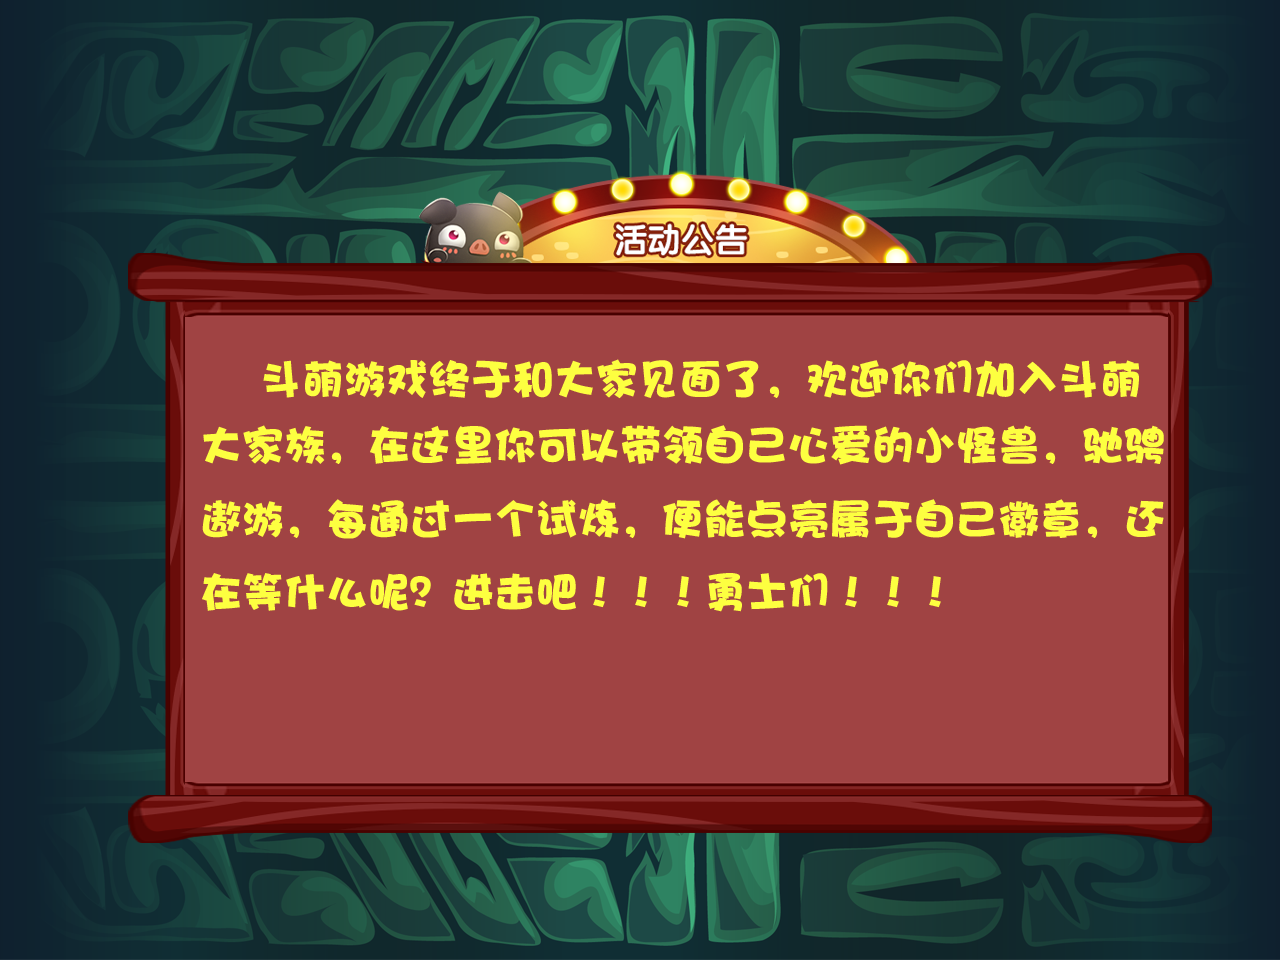 活动公告
斗萌游戏终于和大家见面了，欢迎你们加入斗萌
大家族，在这里你可以带领自己心爱的小怪兽，驰骋
遨游，每通过一个试炼，便能点亮属于自己徽章，还
在等什么呢？进击吧！！！勇士们！！！